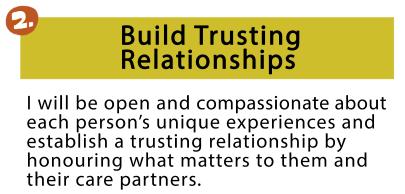 2.
Build Trusting
Relationships
I will be open and compassionate about
each person's unique experiences and
establish a trusting relationship by
honouring what matters to them and
their care partners.